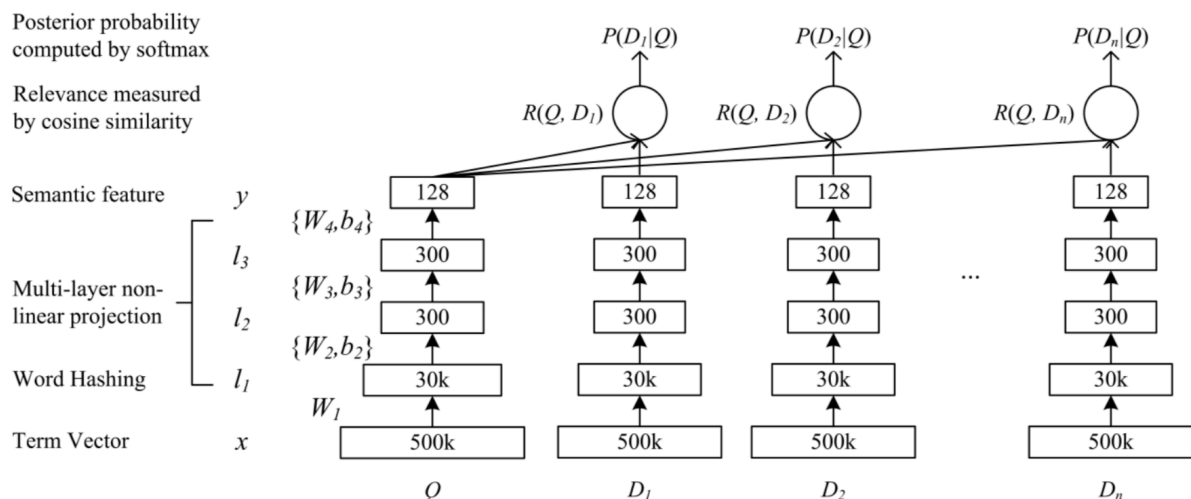 Posterior probability
computed by softmax
P(D₁|Q) P(D₂|Q) P(Dₙ|Q)
Relevance measured
by cosine similarity
R(Q, D₁) R(Q, D₂) R(Q, Dₙ)
Semantic feature y 128 128 128 128
{W₄,b₄}
l₃ 300 300 300 300
Multi-layer non-
linear projection
{W₃,b₃} ...
l₂ 300 300 300 300
{W₂,b₂}
Word Hashing l₁ 30k 30k 30k 30k
W₁
Term Vector x 500k 500k 500k 500k
Q D₁ D₂ Dₙ